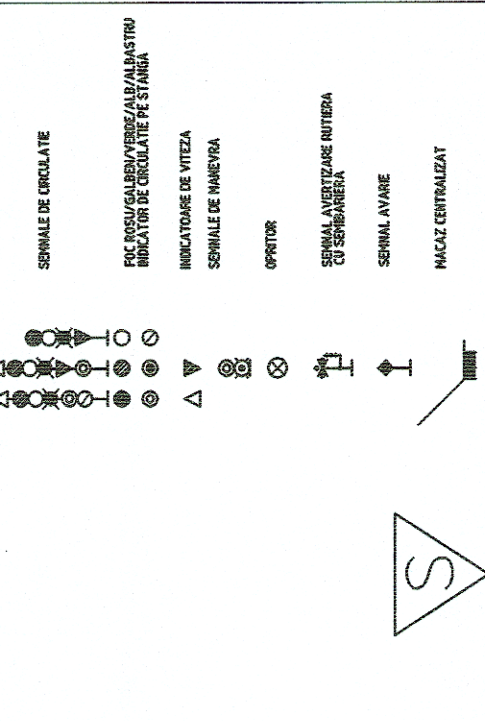 SEMNALE DE CIRCULATIE
FOC ROSU/GALBEN/VERDE/ALB/ALBASTRU
INDICATOR DE CIRCULATIE PE STANGA
INDICATOARE DE VITEZA
SEMNALE DE MANEVRA
OPRITOR
SEMNAL AVERTIZARE RUTIERA
CU SEMIBARIERA
SEMNAL AVARIE
MACAZ CENTRALIZAT
S